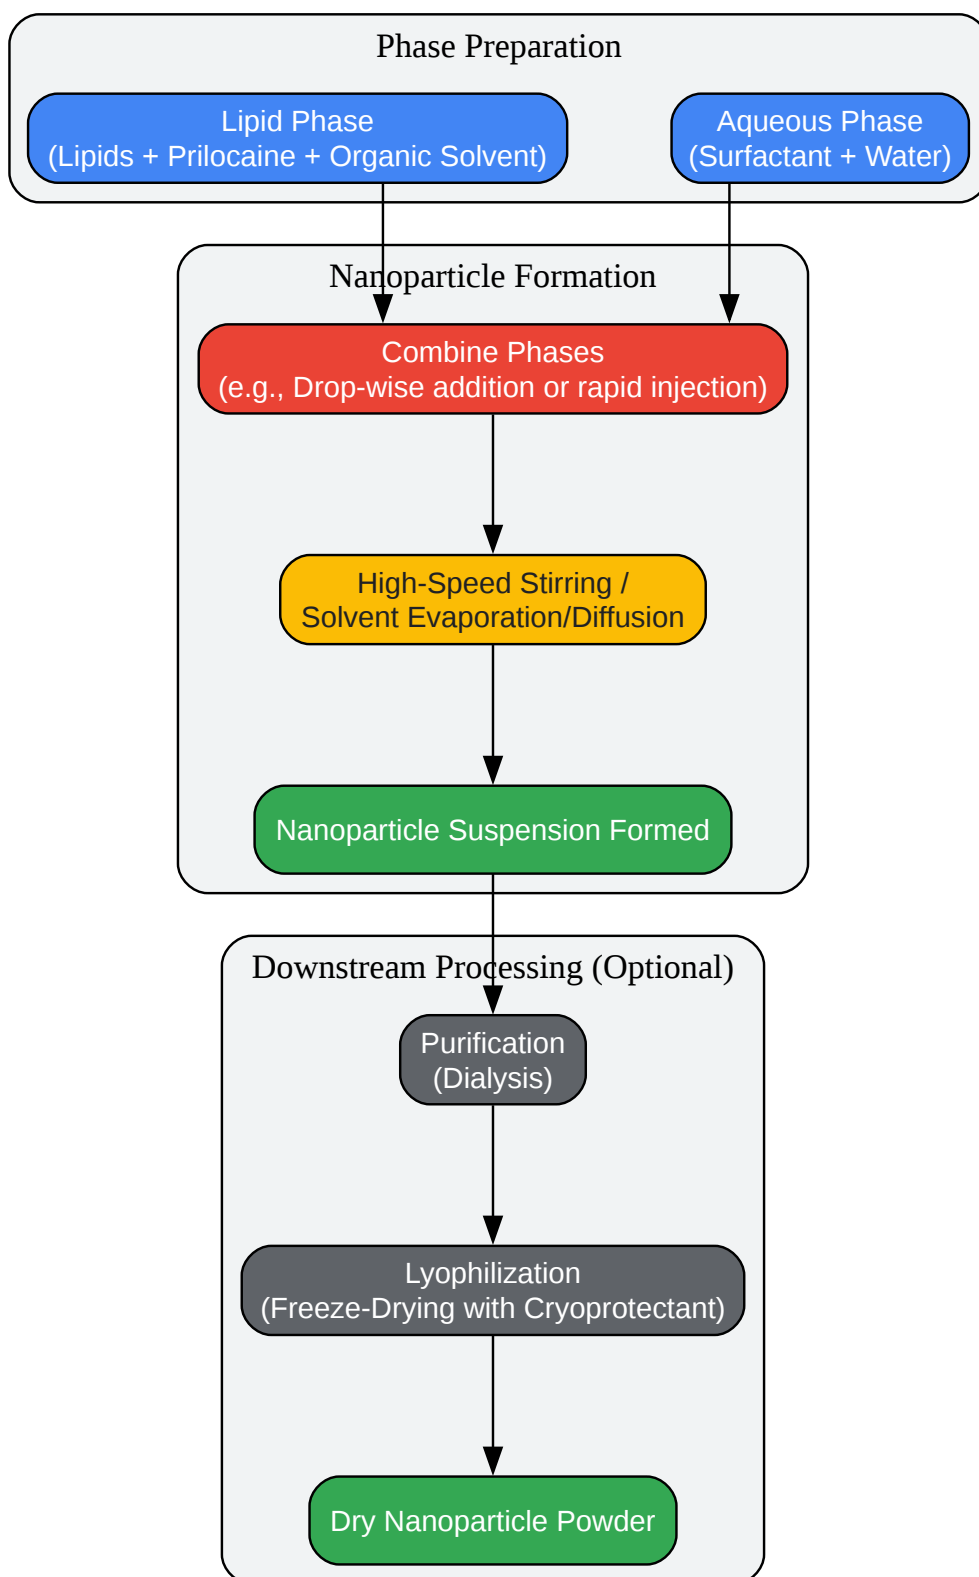 Phase Preparation
Lipid Phase
(Lipids + Prilocaine + Organic Solvent)
Aqueous Phase
(Surfactant + Water)
Nanoparticle Formation
Combine Phases
(e.g., Drop-wise addition or rapid injection)
High-Speed Stirring /
Solvent Evaporation/Diffusion
Nanoparticle Suspension Formed
Downstream Processing (Optional)
Purification
(Dialysis)
Lyophilization
(Freeze-Drying with Cryoprotectant)
Dry Nanoparticle Powder